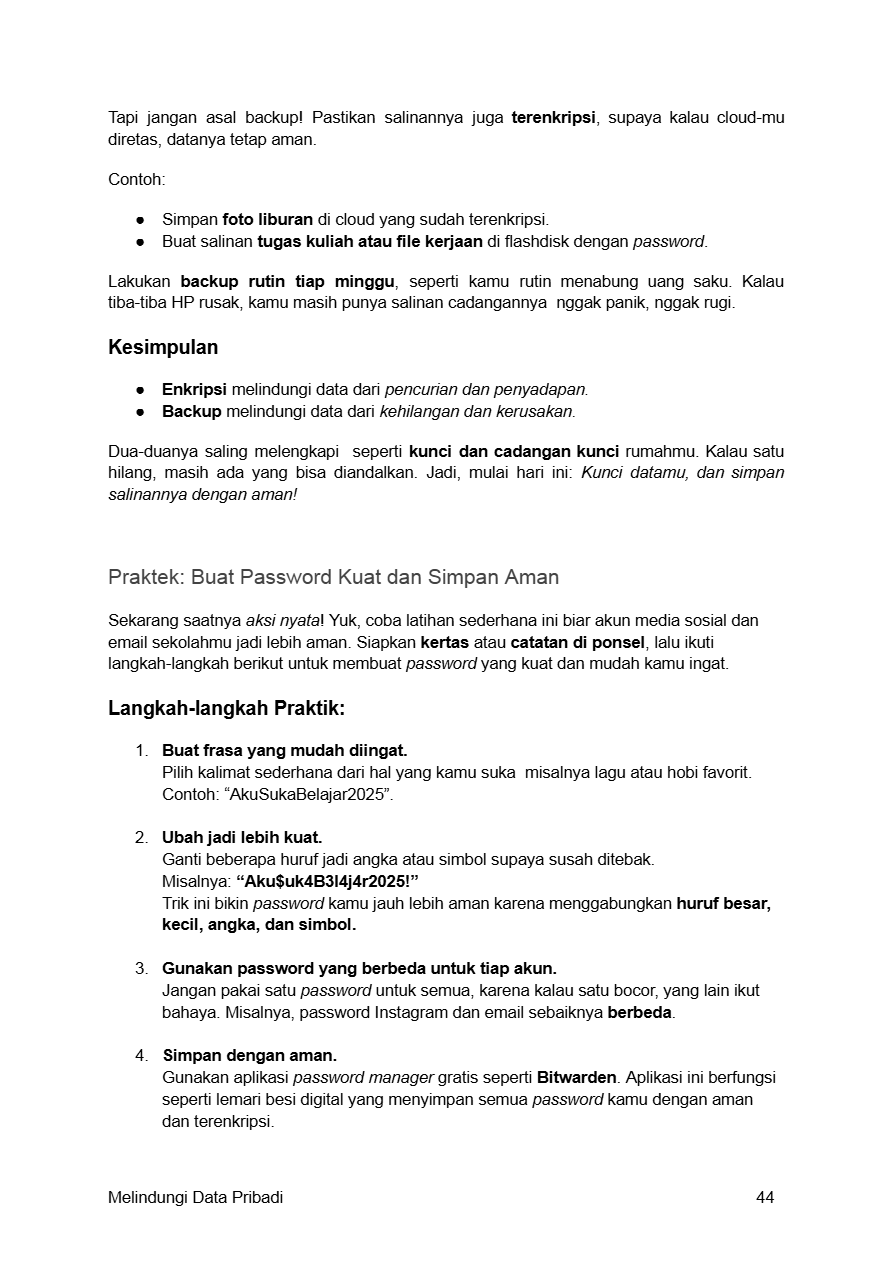 Tapi jangan asal backup! Pastikan salinannya juga terenkripsi, supaya kalau cloud-mu
diretas, datanya tetap aman.
Contoh:
● Simpan foto liburan di cloud yang sudah terenkripsi.
● Buat salinan tugas kuliah atau file kerjaan di flashdisk dengan password.
Lakukan backup rutin tiap minggu, seperti kamu rutin menabung uang saku. Kalau
tiba-tiba HP rusak, kamu masih punya salinan cadangannya  nggak panik, nggak rugi.
Kesimpulan
● Enkripsi melindungi data dari pencurian dan penyadapan.
● Backup melindungi data dari kehilangan dan kerusakan.
Dua-duanya saling melengkapi  seperti kunci dan cadangan kunci rumahmu. Kalau satu
hilang, masih ada yang bisa diandalkan. Jadi, mulai hari ini: Kunci datamu, dan simpan
salinannya dengan aman!
Praktek: Buat Password Kuat dan Simpan Aman
Sekarang saatnya aksi nyata! Yuk, coba latihan sederhana ini biar akun media sosial dan
email sekolahmu jadi lebih aman. Siapkan kertas atau catatan di ponsel, lalu ikuti
langkah-langkah berikut untuk membuat password yang kuat dan mudah kamu ingat.
Langkah-langkah Praktik:
1. Buat frasa yang mudah diingat.
Pilih kalimat sederhana dari hal yang kamu suka  misalnya lagu atau hobi favorit.
Contoh: “AkuSukaBelajar2025”.
2. Ubah jadi lebih kuat.
Ganti beberapa huruf jadi angka atau simbol supaya susah ditebak.
Misalnya: “Aku$uk4B3l4j4r2025!”
Trik ini bikin password kamu jauh lebih aman karena menggabungkan huruf besar,
kecil, angka, dan simbol.
3. Gunakan password yang berbeda untuk tiap akun.
Jangan pakai satu password untuk semua, karena kalau satu bocor, yang lain ikut
bahaya. Misalnya, password Instagram dan email sebaiknya berbeda.
4. Simpan dengan aman.
Gunakan aplikasi password manager gratis seperti Bitwarden. Aplikasi ini berfungsi
seperti lemari besi digital yang menyimpan semua password kamu dengan aman
dan terenkripsi.
Melindungi Data Pribadi 44